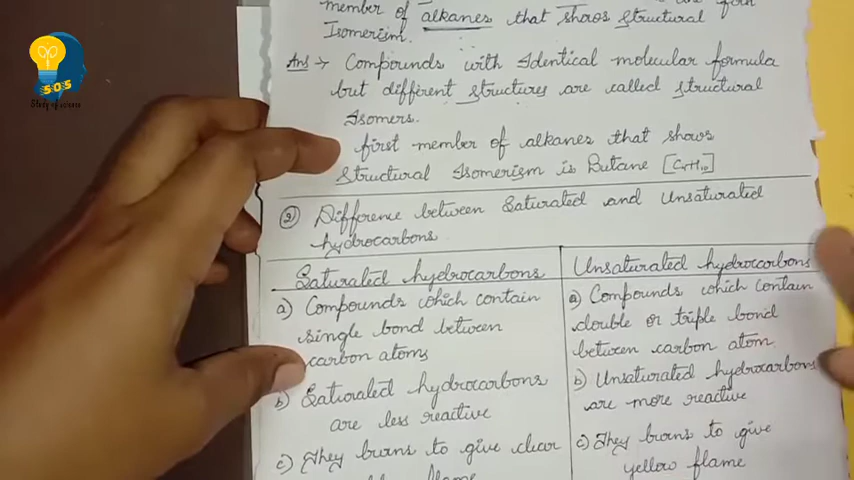 member of alkanes that shows structural
Isomerism.
Ans → Compounds with Identical molecular formula
but different structures are called structural
Isomers.
first member of alkanes that shows
structural Isomerism is Butane [C4H10]
② Difference between Saturated and Unsaturated
hydrocarbons
Saturated hydrocarbons
a) Compounds which contain
single bond between
carbon atoms
b) Saturated hydrocarbons
are less reactive
c) They burns to give clear
flame
Unsaturated hydrocarbons
a) Compounds which contain
double or triple bond
between carbon atom.
b) Unsaturated hydrocarbons
are more reactive
c) They burns to give
yellow flame
SOS